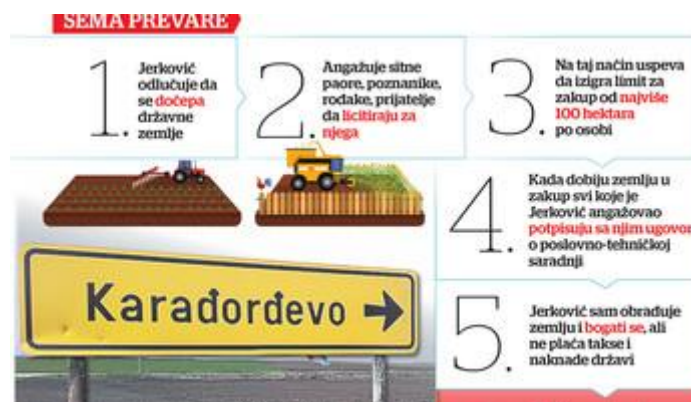 ŠEMA PREVARE
1.
Jerković
odlučuje da
se dočepa
državne
zemlje
2.
Angažuje sitne
paore, poznanike,
rođake, prijatelje
da licitiraju za
njega
3.
Na taj način uspeva
da izigra limit za
zakup od najviše
100 hektara
po osobi
4.
Kada dobiju zemlju u
zakup svi koje je
Jerković angažovao
potpisuju sa njim ugovor
o poslovno-tehničkoj
saradnji
5.
Jerković sam obrađuje
zemlju i bogati se, ali
ne plaća takse i
naknade državi
Karađorđevo